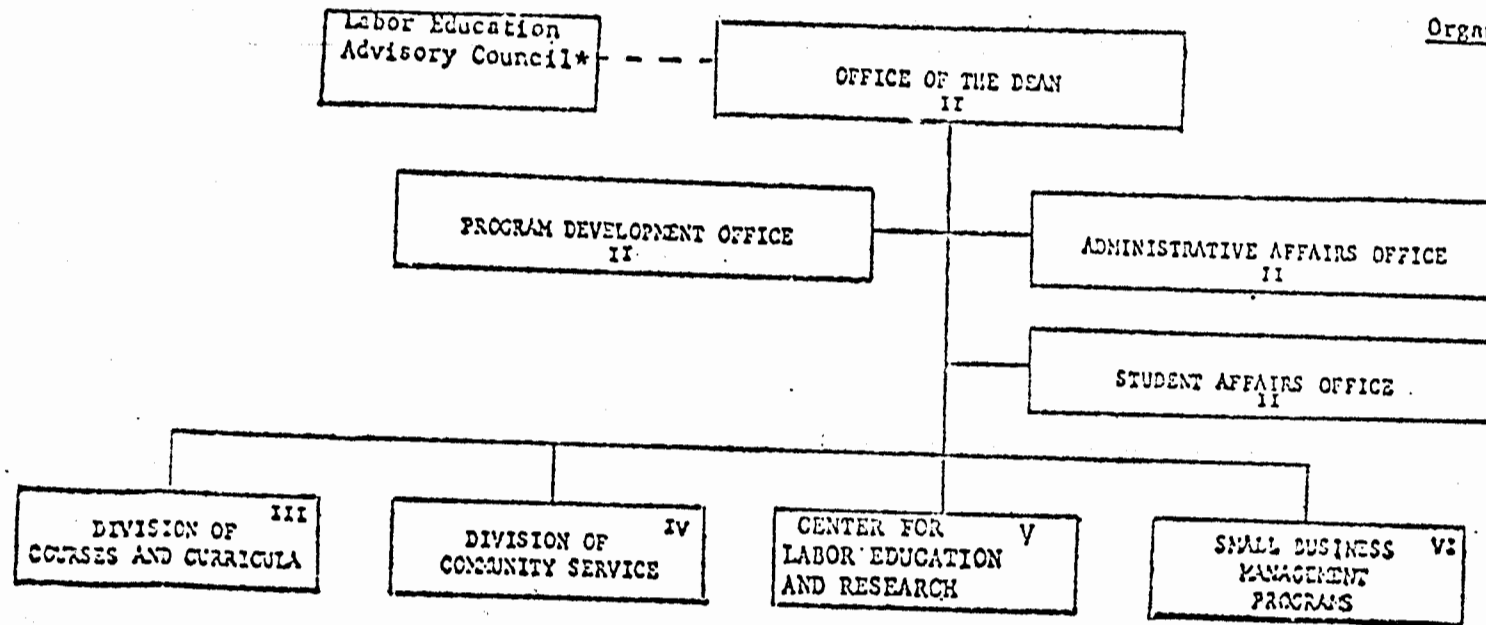 Labor Education
Advisory Council*
Orga
OFFICE OF THE DEAN
II
PROGRAM DEVELOPMENT OFFICE
II
ADMINISTRATIVE AFFAIRS OFFICE
II
STUDENT AFFAIRS OFFICE
II
III
DIVISION OF
COURSES AND CURRICULA
IV
DIVISION OF
COMMUNITY SERVICE
CENTER FOR V
LABOR EDUCATION
AND RESEARCH
SMALL BUSINESS VI
MANAGEMENT
PROGRAMS